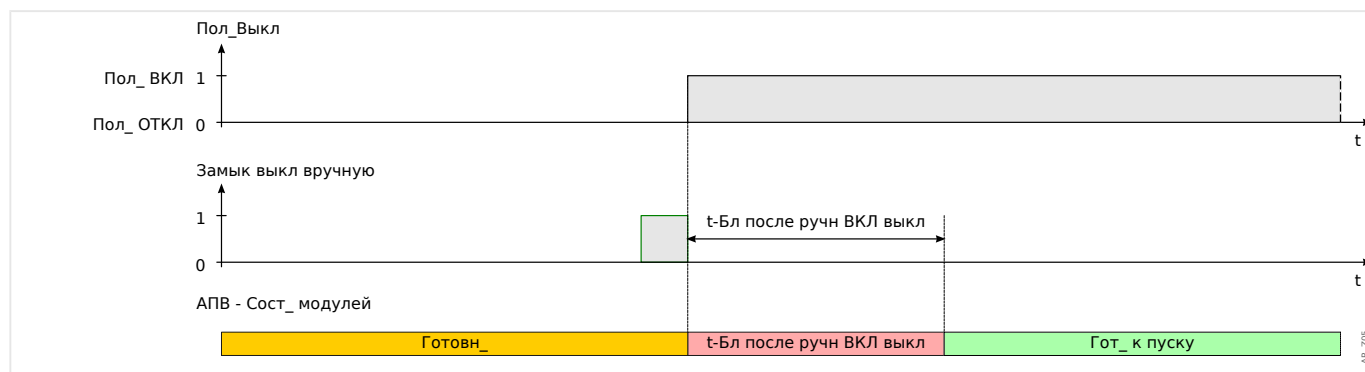 Пол_Выкл
Пол_ ВКЛ 1
Пол_ ОТКЛ 0
t
Замык выкл вручную
1
t-Бл после ручн ВКЛ выкл
0
t
АПВ - Сост_ модулей
Готовн_ t-Бл после ручн ВКЛ выкл Гот_ к пуску
AR_Z05